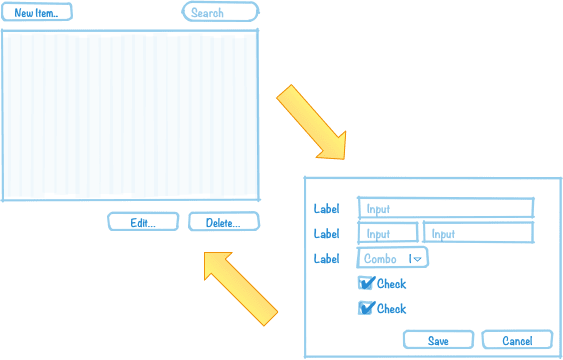 New Item..
Search
Edit...
Delete...
Label Input
Label Input Input
Label Combo
Check
Check
Save Cancel